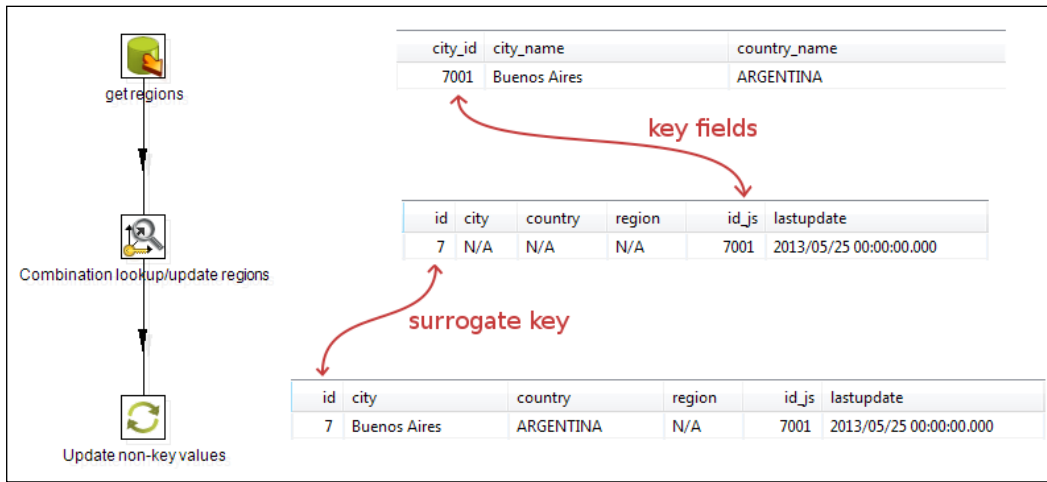 get regions
city_id city_name country_name
7001 Buenos Aires ARGENTINA
key fields
Combination lookup/update regions
id city country region id_js lastupdate
7 N/A N/A N/A 7001 2013/05/25 00:00:00.000
surrogate key
Update non-key values
id city country region id_js lastupdate
7 Buenos Aires ARGENTINA N/A 7001 2013/05/25 00:00:00.000